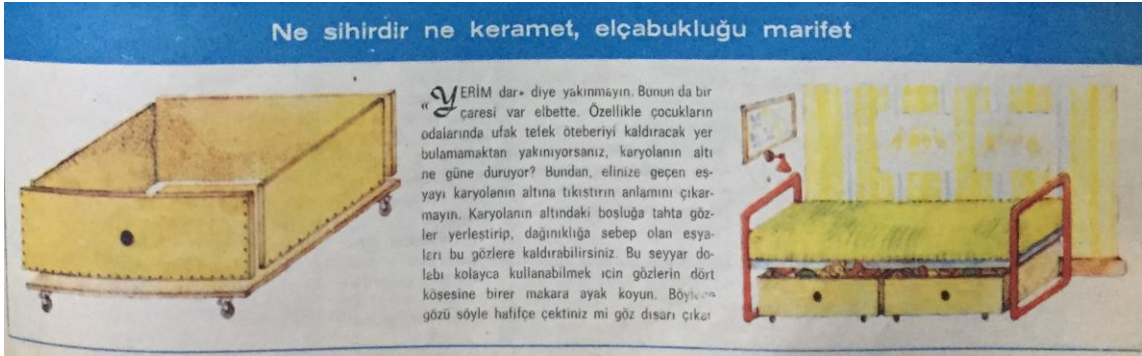 Ne sihirdir ne keramet, elçabukluğu marifet
«YERİM dar» diye yakınmayın. Bunun da bir
çaresi var elbette. Özellikle çocukların
odalarında ufak tefek öteberiyi kaldıracak yer
bulamamaktan yakınıyorsanız, karyolanın altı
ne güne duruyor? Bundan, elinize geçen eş-
yayı karyolanın altına tıkıstırın anlamını çıkar-
mayın. Karyolanın altındaki boşluğa tahta göz-
ler yerleştirip, dağınıklığa sebep olan eşya-
ları bu gözlere kaldırabilirsiniz. Bu seyyar do-
labı kolayca kullanabilmek için gözlerin dört
köşesine birer makara ayak koyun. Böylece
gözü şöyle hafifçe çektiniz mi göz dışarı çıkar